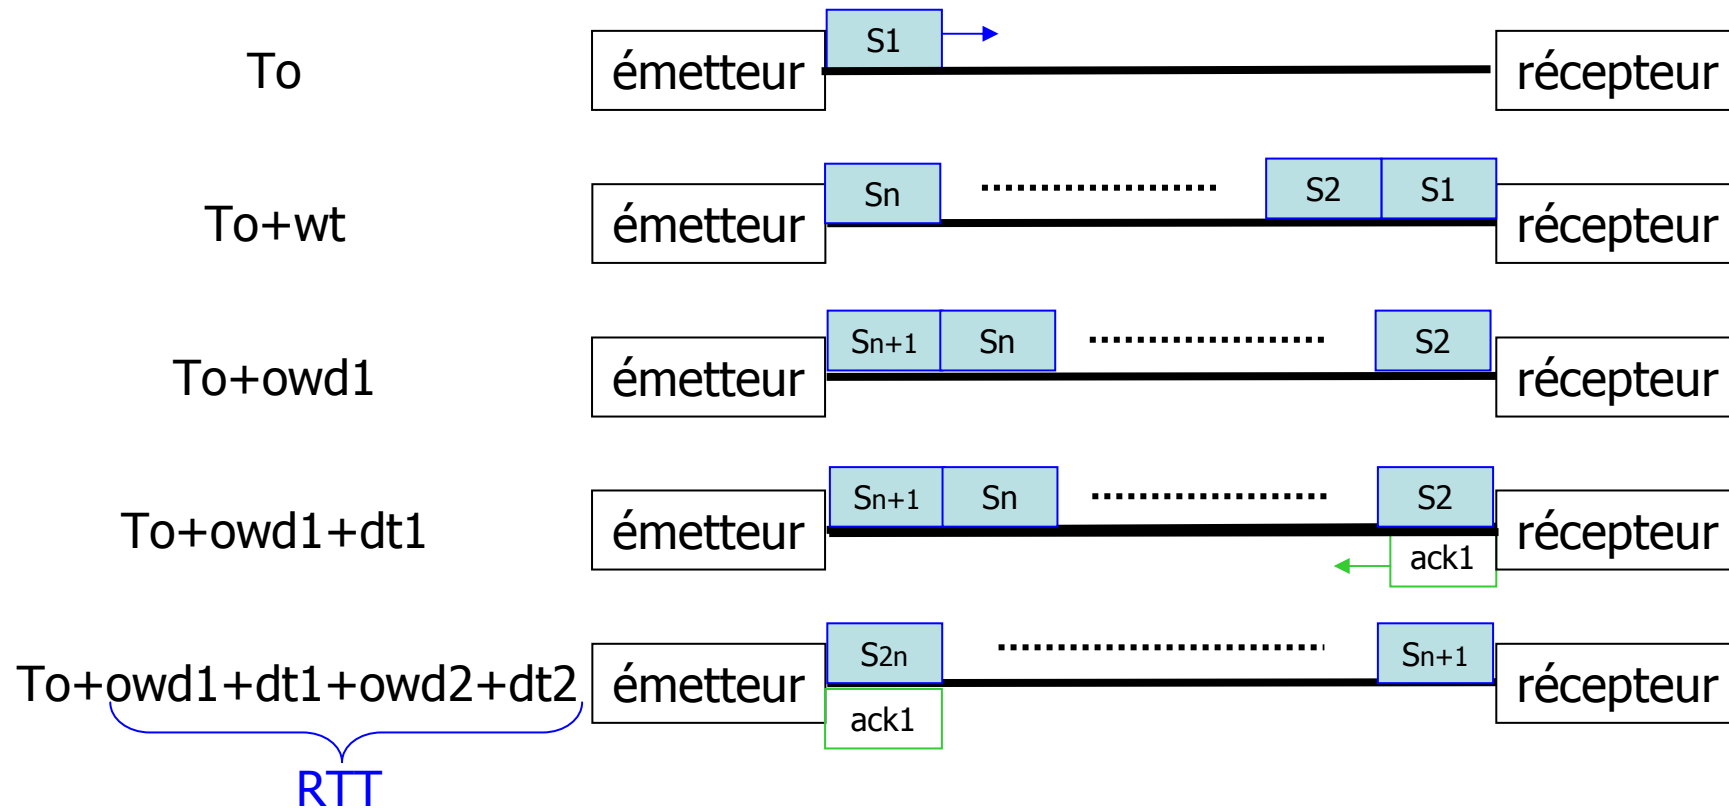 To émetteur S1 récepteur
To+wt émetteur Sn S2 S1 récepteur
To+owd1 émetteur Sn+1 Sn S2 récepteur
To+owd1+dt1 émetteur Sn+1 Sn S2 récepteur
ack1
To+owd1+dt1+owd2+dt2 émetteur S2n Sn+1 récepteur
ack1
RTT